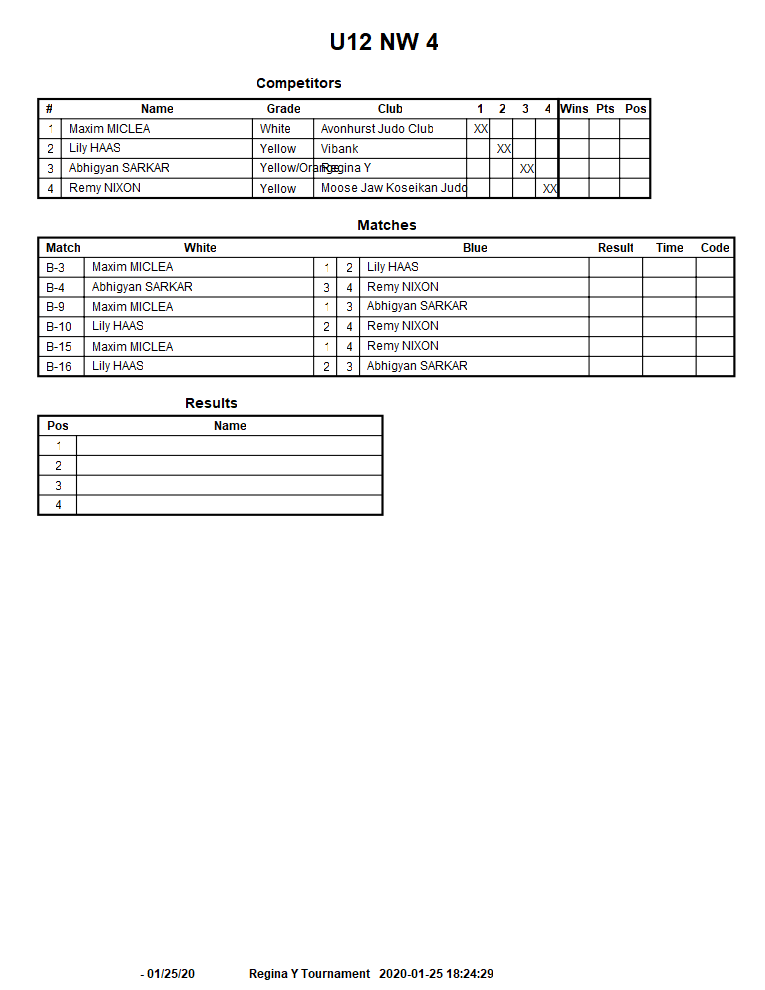 U12 NW 4
Competitors
# Name Grade Club 1 2 3 4 Wins Pts Pos
1 Maxim MICLEA White Avonhurst Judo Club XX
2 Lily HAAS Yellow Vibank XX
3 Abhigyan SARKAR Yellow/Orange Regina Y XX
4 Remy NIXON Yellow Moose Jaw Koseikan Judo XX
Matches
Match White Blue Result Time Code
B-3 Maxim MICLEA 1 2 Lily HAAS
B-4 Abhigyan SARKAR 3 4 Remy NIXON
B-9 Maxim MICLEA 1 3 Abhigyan SARKAR
B-10 Lily HAAS 2 4 Remy NIXON
B-15 Maxim MICLEA 1 4 Remy NIXON
B-16 Lily HAAS 2 3 Abhigyan SARKAR
Results
Pos Name
1
2
3
4
- 01/25/20 Regina Y Tournament 2020-01-25 18:24:29